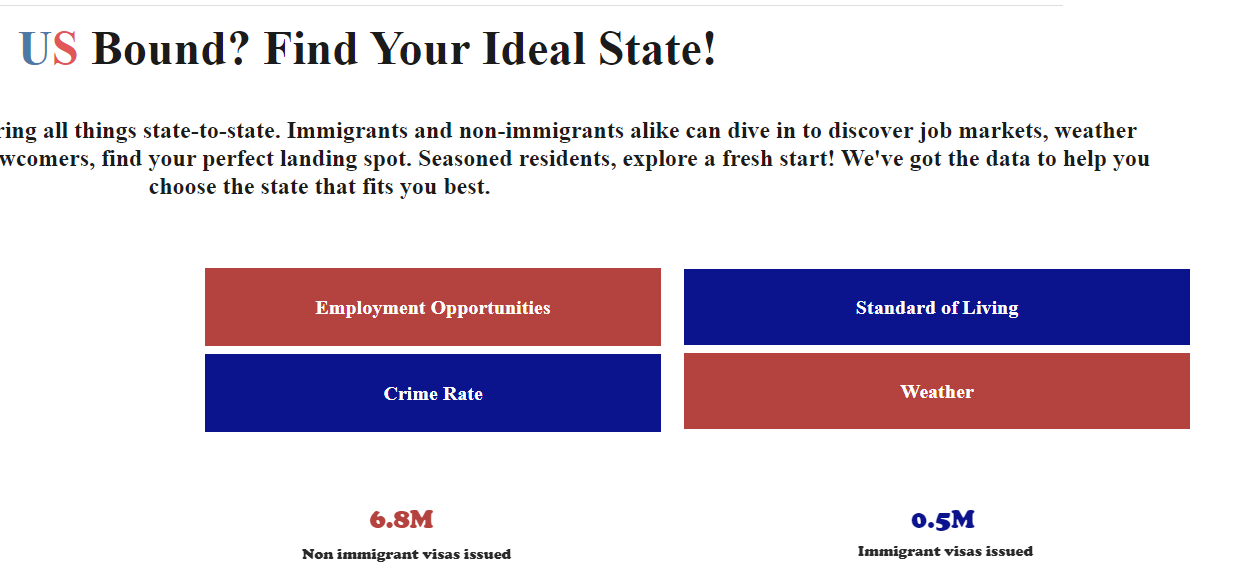 US Bound? Find Your Ideal State!
ring all things state-to-state. Immigrants and non-immigrants alike can dive in to discover job markets, weather
wcomers, find your perfect landing spot. Seasoned residents, explore a fresh start! We've got the data to help you
choose the state that fits you best.
Employment Opportunities
Standard of Living
Crime Rate
Weather
6.8M
0.5M
Non immigrant visas issued
Immigrant visas issued